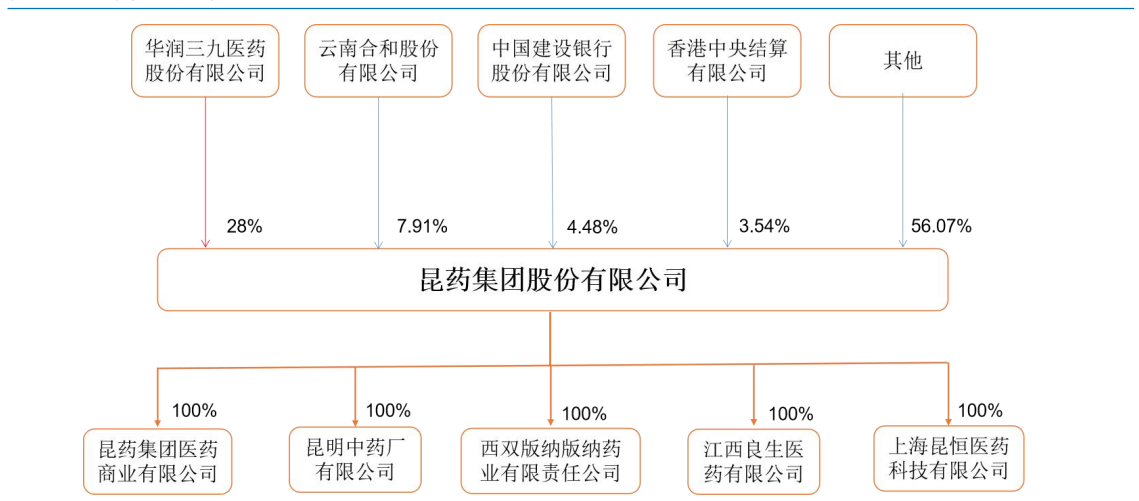 华润三九医药
股份有限公司
云南合和股份
有限公司
中国建设银行
股份有限公司
香港中央结算
有限公司
其他
28%
7.91%
4.48%
3.54%
56.07%
昆药集团股份有限公司
100%
100%
100%
100%
100%
昆药集团医药
商业有限公司
昆明中药厂
有限公司
西双版纳版纳药
业有限责任公司
江西良生医
药有限公司
上海昆恒医药
科技有限公司